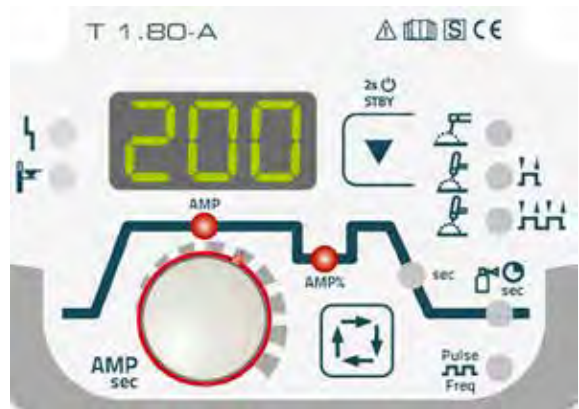 T 1.80-A
S CE
2s
STBY
200
AMP
AMP%
sec
sec
AMP
sec
Pulse
Freq